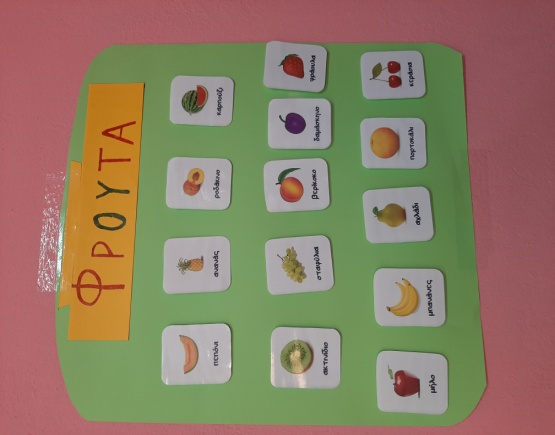 ΦΡΟΥΤΑ
πεπόνι
ανανάς
ροδάκινο
καρπούζι
ακτινίδιο
σταφύλια
βερίκοκο
δαμάσκηνο
φράουλα
μήλο
μπανάνες
αχλάδι
πορτοκάλι
κεράσια